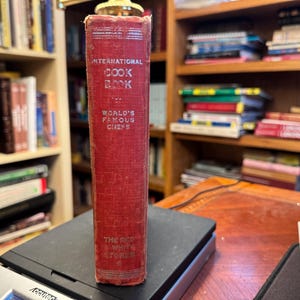 INTERNATIONAL
COOK
BOOK
WORLD'S
FAMOUS
CHEFS
THE RED
& WHITE
STORES